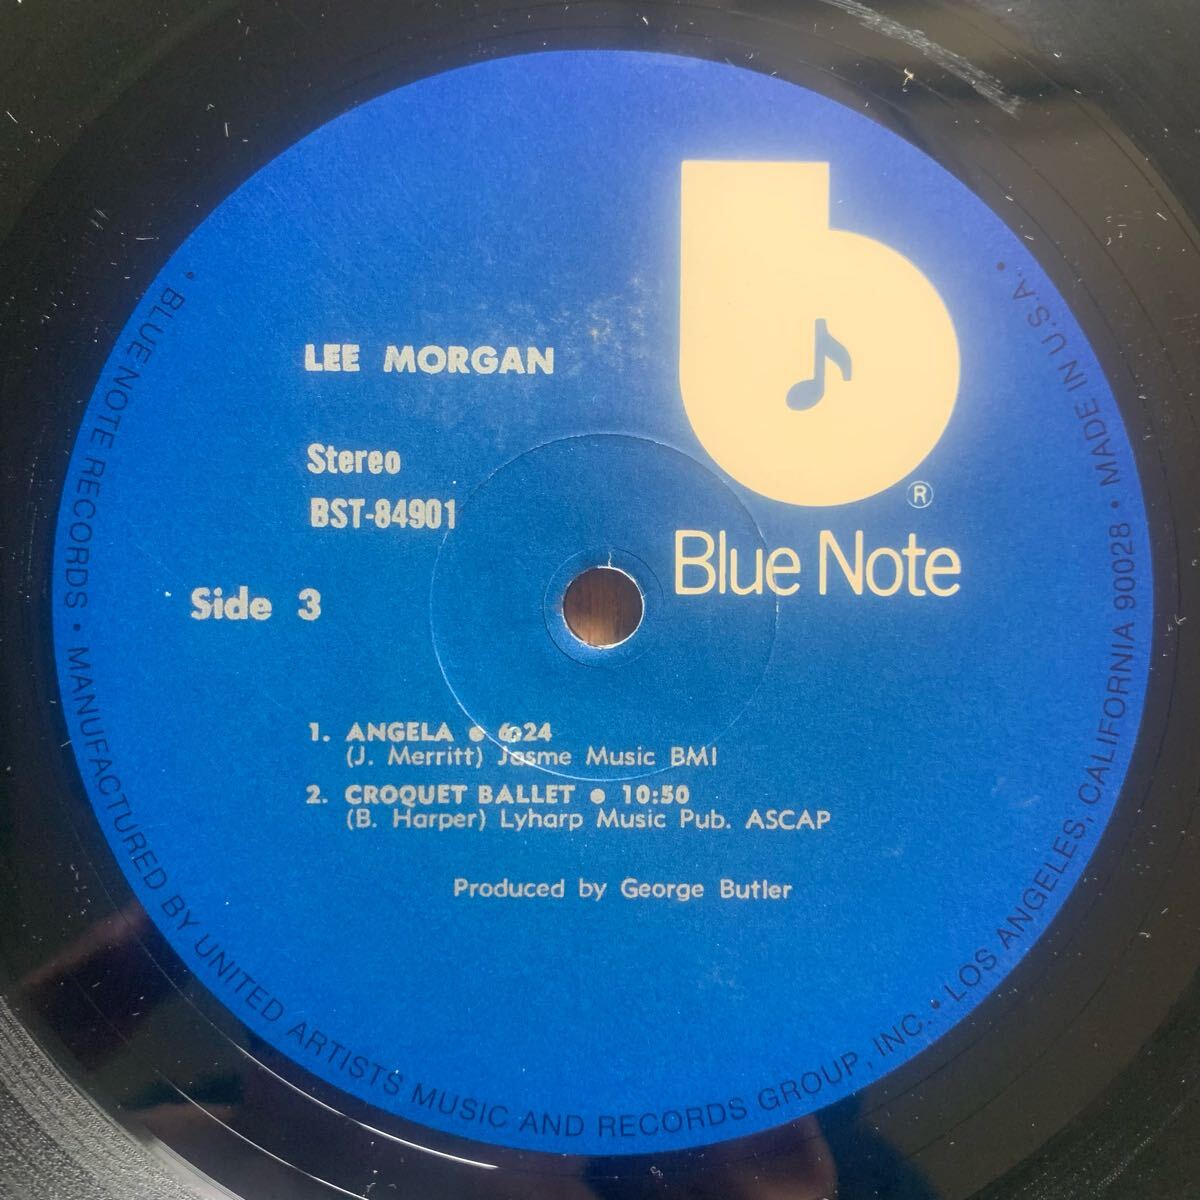 LEE MORGAN
Stereo
BST-84901
Side 3
®
Blue Note
1. ANGELA • 6:24
(J. Merritt) Jasme Music BMI
2. CROQUET BALLET • 10:50
(B. Harper) Lyharp Music Pub. ASCAP
Produced by George Butler
• BLUE NOTE RECORDS • MANUFACTURED BY UNITED ARTISTS MUSIC AND RECORDS GROUP, INC. • LOS ANGELES, CALIFORNIA 90028 • MADE IN U.S.A. •